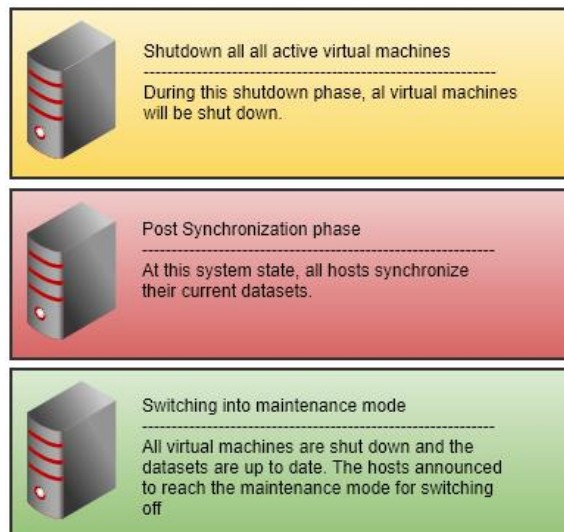 Shutdown all all active virtual machines
During this shutdown phase, al virtual machines
will be shut down.
Post Synchronization phase
At this system state, all hosts synchronize
their current datasets.
Switching into maintenance mode
All virtual machines are shut down and the
datasets are up to date. The hosts announced
to reach the maintenance mode for switching
off